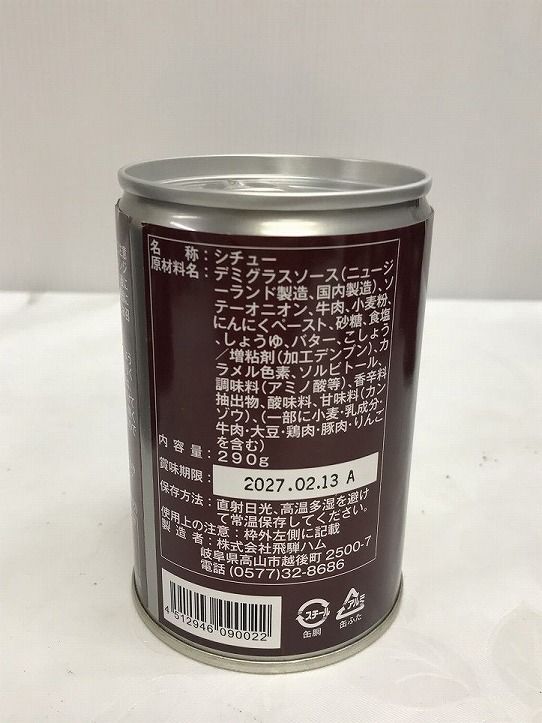 名　称：シチュー
原材料名：デミグラスソース（ニュージ
ーランド製造、国内製造）、ソ
テーオニオン、牛肉、小麦粉、
にんにくペースト、砂糖、食塩
、しょうゆ、バター、こしょう
／増粘剤（加工デンプン）、カ
ラメル色素、ソルビトール、
調味料（アミノ酸等）、香辛料
抽出物、酸味料、甘味料（カン
ゾウ）、（一部に小麦・乳成分・
牛肉・大豆・鶏肉・豚肉・りんご
を含む）
内容量：290g
賞味期限：2027.02.13 A
保存方法：直射日光、高温多湿を避け
て常温保存してください。
使用上の注意：枠外左側に記載
製造者：株式会社飛騨ハム
岐阜県高山市越後町2500-7
電話（0577）32-8686
4 512946 090022
スチール
缶胴
アルミ
缶ふた